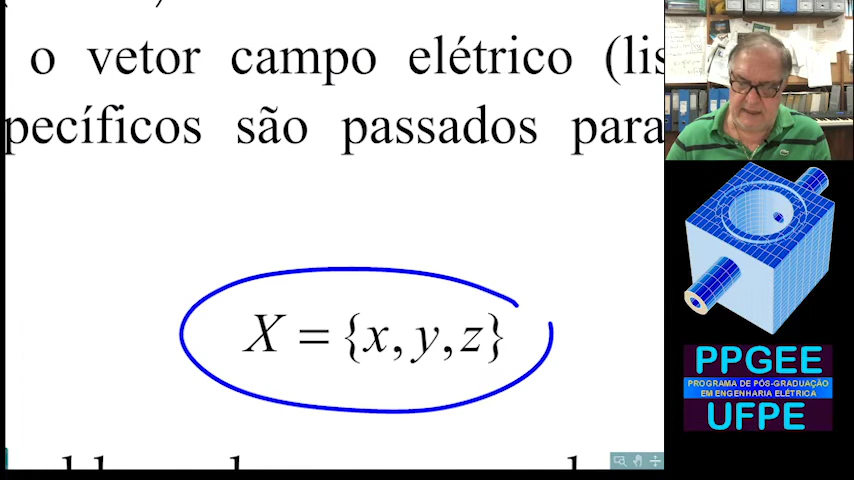 o vetor campo elétrico (lis
pecíficos são passados para
X = {x, y, z}
PPGEE
PROGRAMA DE PÓS-GRADUAÇÃO
EM ENGENHARIA ELÉTRICA
UFPE